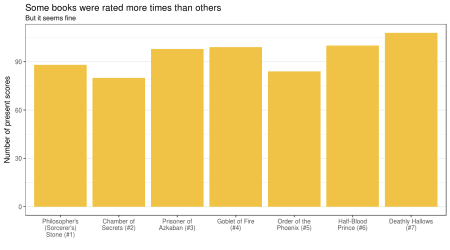 Some books were rated more times than others
But it seems fine
Number of present scores
90
60
30
0
Philosopher's
(Sorcerer's)
Stone (#1)
Chamber of
Secrets (#2)
Prisoner of
Azkaban (#3)
Goblet of Fire
(#4)
Order of the
Phoenix (#5)
Half-Blood
Prince (#6)
Deathly Hallows
(#7)